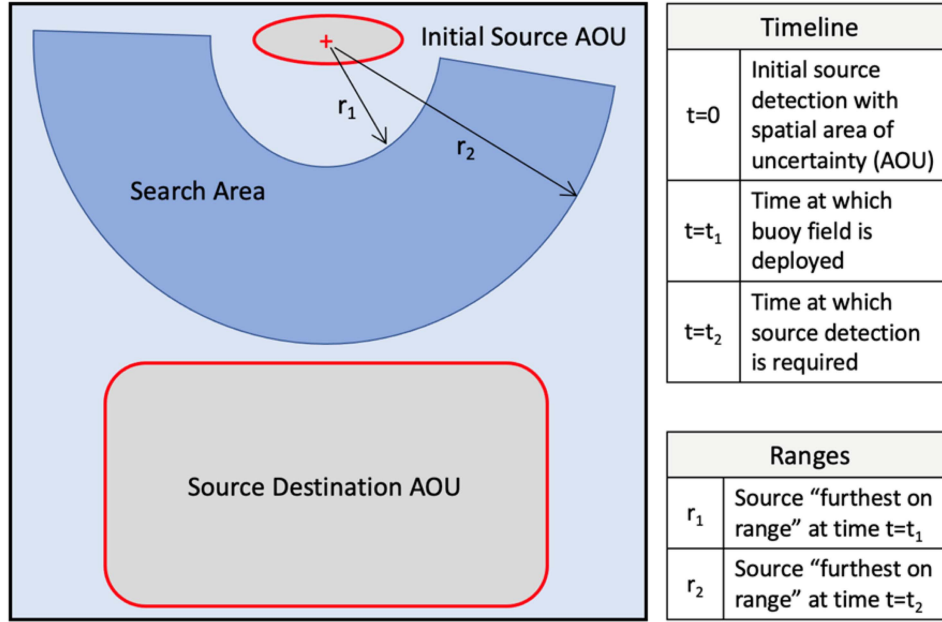 Initial Source AOU
+
r₁
r₂
Search Area
Source Destination AOU
Timeline
t=0
Initial source
detection with
spatial area of
uncertainty (AOU)
t=t₁
Time at which
buoy field is
deployed
t=t₂
Time at which
source detection
is required
Ranges
r₁
Source “furthest on
range” at time t=t₁
r₂
Source “furthest on
range” at time t=t₂